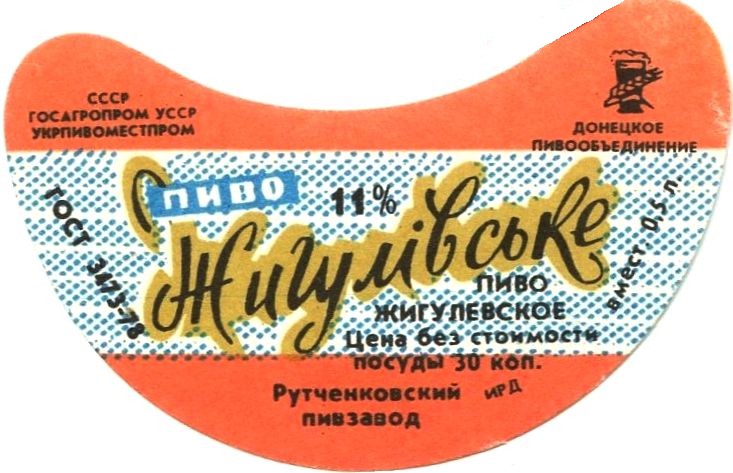 СССР
ГОСАГРОПРОМ УССР
УКРПИВОМЕСТПРОМ
ДОНЕЦКОЕ
ПИВООБЪЕДИНЕНИЕ
ГОСТ 3473-78
ПИВО
11%
Жигулівське
ПИВО
ЖИГУЛЕВСКОЕ
Цена без стоимости
посуды 30 коп.
вмест. 0,5 л.
Рутченковский
пивзавод
ИРД